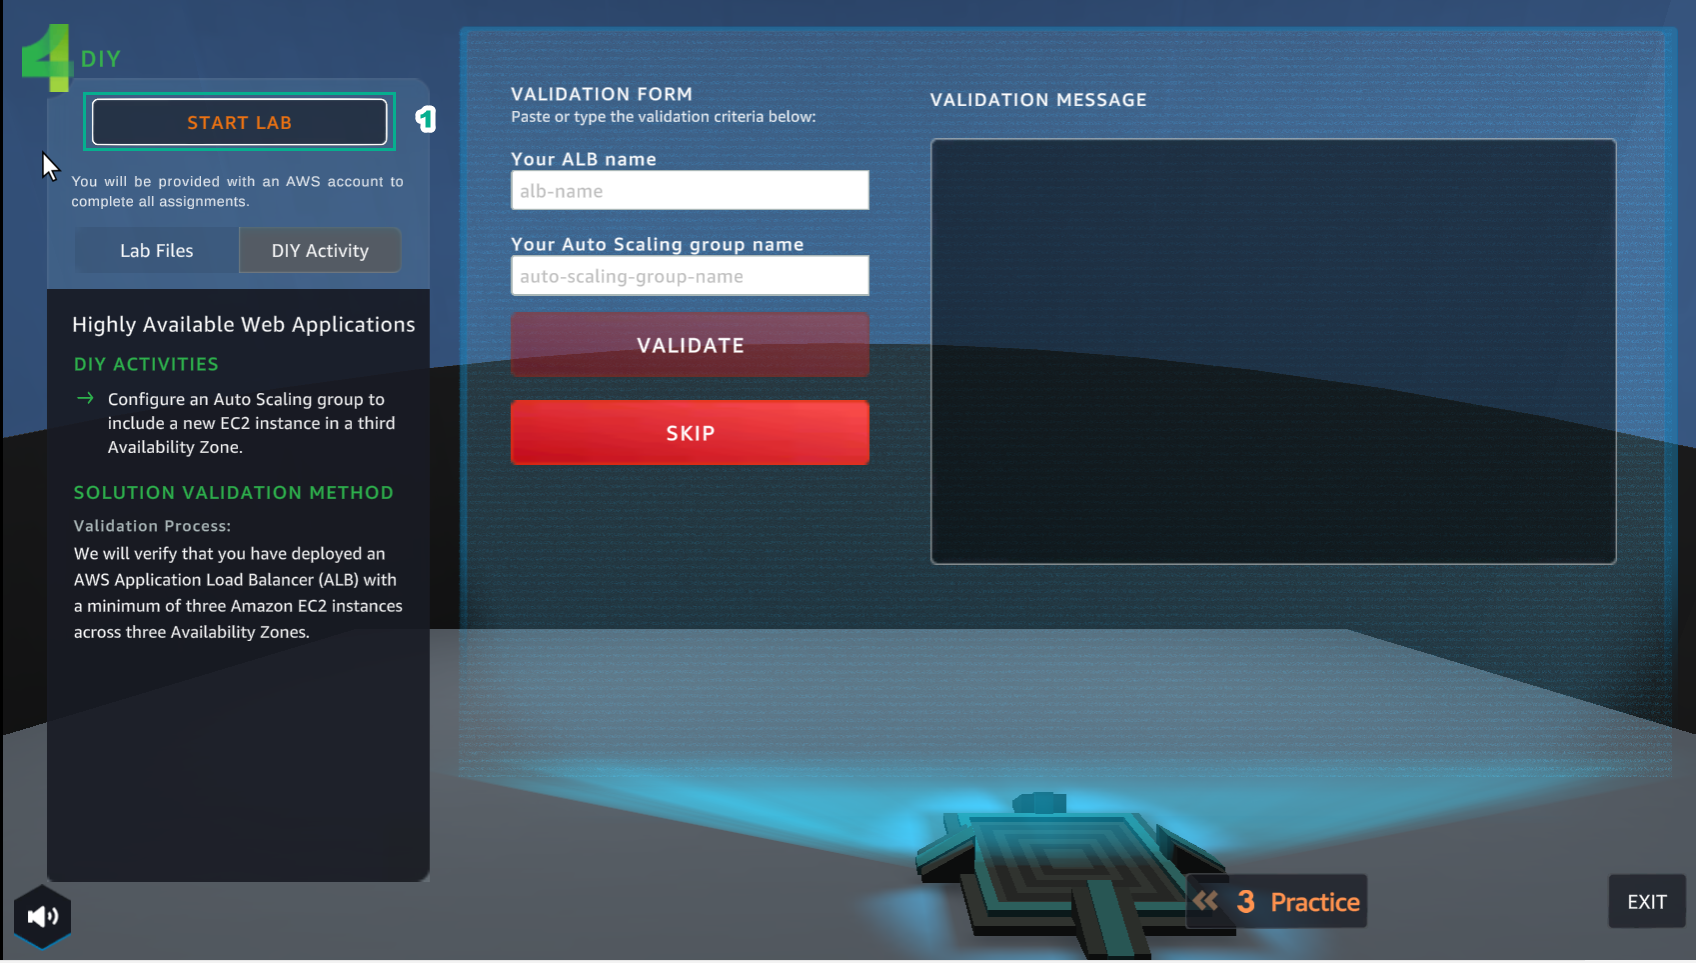 4 DIY
START LAB
1
You will be provided with an AWS account to
complete all assignments.
Lab Files
DIY Activity
Highly Available Web Applications
DIY ACTIVITIES
→ Configure an Auto Scaling group to
include a new EC2 instance in a third
Availability Zone.
SOLUTION VALIDATION METHOD
Validation Process:
We will verify that you have deployed an
AWS Application Load Balancer (ALB) with
a minimum of three Amazon EC2 instances
across three Availability Zones.
VALIDATION FORM
Paste or type the validation criteria below:
Your ALB name
alb-name
Your Auto Scaling group name
auto-scaling-group-name
VALIDATE
SKIP
VALIDATION MESSAGE
« 3 Practice
EXIT